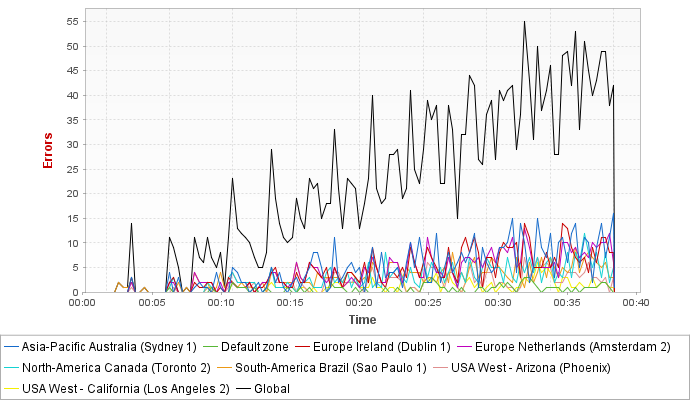 55
50
45
40
35
30
25
20
15
10
5
0
Errors
00:00 00:05 00:10 00:15 00:20 00:25 00:30 00:35 00:40
Time
Asia-Pacific Australia (Sydney 1) Default zone Europe Ireland (Dublin 1) Europe Netherlands (Amsterdam 2)
North-America Canada (Toronto 2) South-America Brazil (Sao Paulo 1) USA West - Arizona (Phoenix)
USA West - California (Los Angeles 2) Global